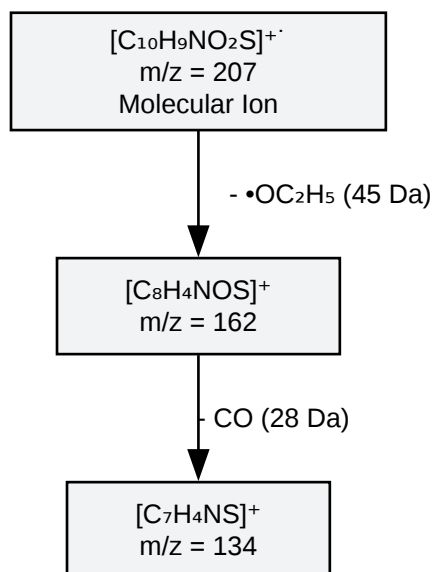 [C₁₀H₉NO₂S]⁺˙
m/z = 207
Molecular Ion
- •OC₂H₅ (45 Da)
[C₈H₄NOS]⁺
m/z = 162
- CO (28 Da)
[C₇H₄NS]⁺
m/z = 134